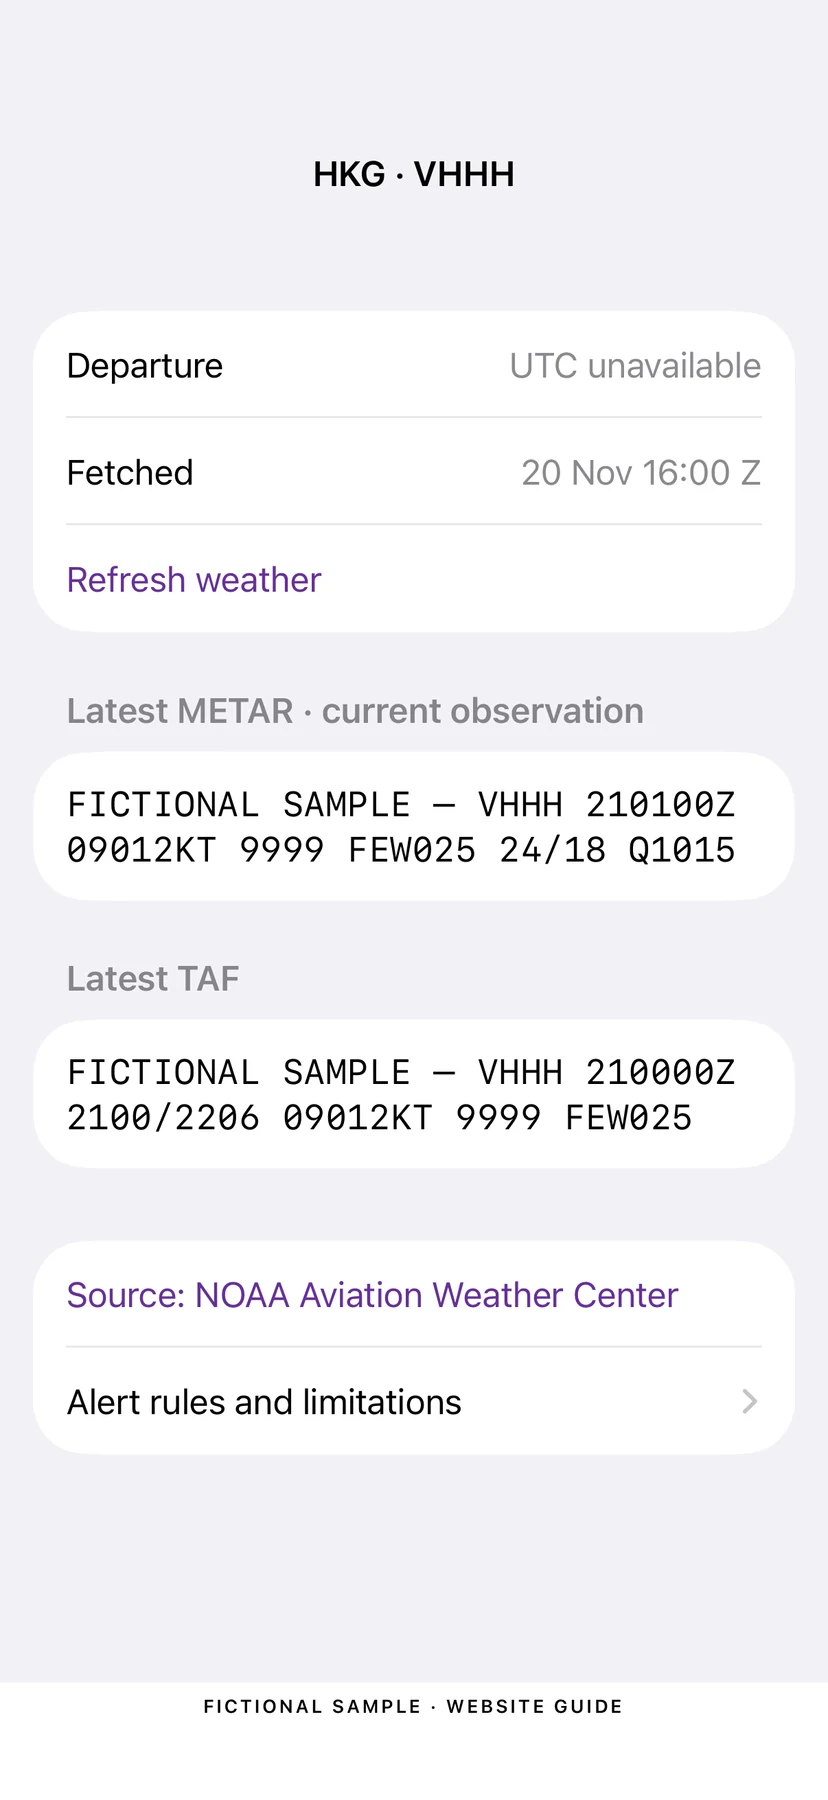 HKG · VHHH
Departure UTC unavailable
Fetched 20 Nov 16:00 Z
Refresh weather
Latest METAR · current observation
FICTIONAL SAMPLE — VHHH 210100Z
09012KT 9999 FEW025 24/18 Q1015
Latest TAF
FICTIONAL SAMPLE — VHHH 210000Z
2100/2206 09012KT 9999 FEW025
Source: NOAA Aviation Weather Center
Alert rules and limitations
FICTIONAL SAMPLE · WEBSITE GUIDE